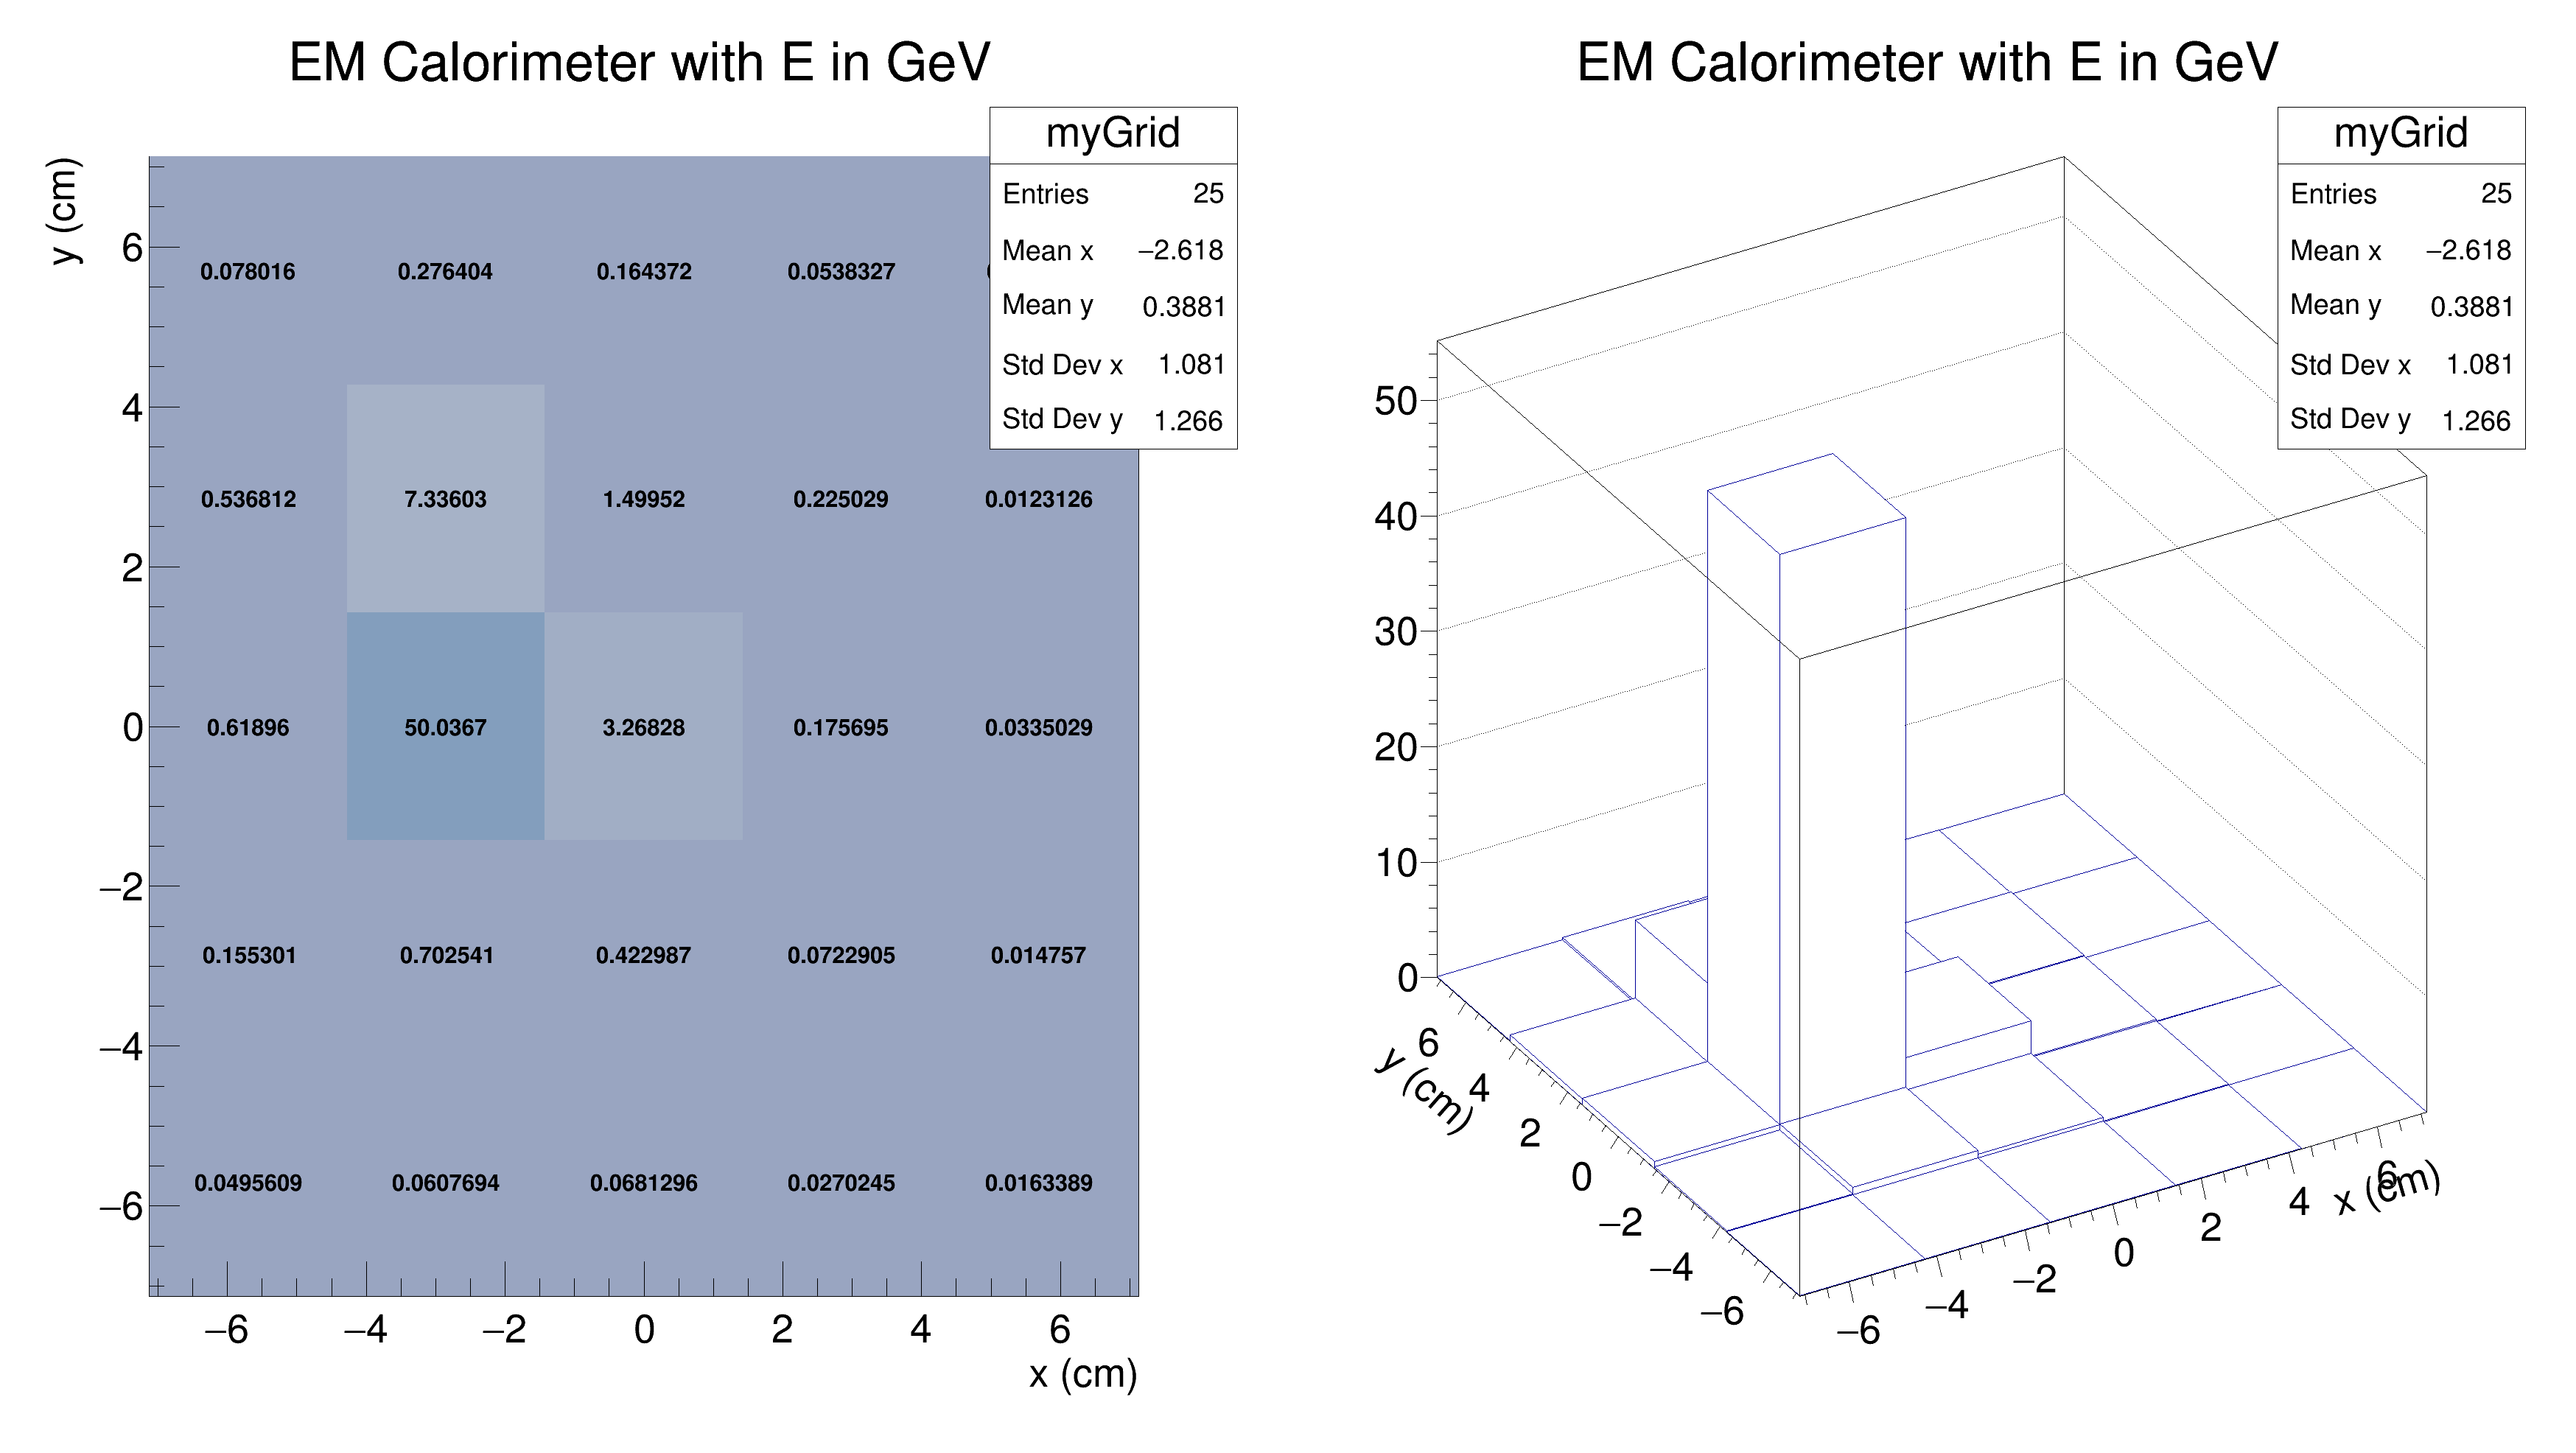 EM Calorimeter with E in GeV
myGrid
Entries 25
Mean x −2.618
Mean y 0.3881
Std Dev x 1.081
Std Dev y 1.266
y (cm)
6
4
2
0
−2
−4
−6
0.078016 0.276404 0.164372 0.0538327
0.536812 7.33603 1.49952 0.225029 0.0123126
0.61896 50.0367 3.26828 0.175695 0.0335029
0.155301 0.702541 0.422987 0.0722905 0.014757
0.0495609 0.0607694 0.0681296 0.0270245 0.0163389
−6 −4 −2 0 2 4 6
x (cm)
EM Calorimeter with E in GeV
myGrid
Entries 25
Mean x −2.618
Mean y 0.3881
Std Dev x 1.081
Std Dev y 1.266
50
40
30
20
10
0
y (cm)
6
4
2
0
−2
−4
−6
−6
−4
−2
0
2
4
6
x (cm)